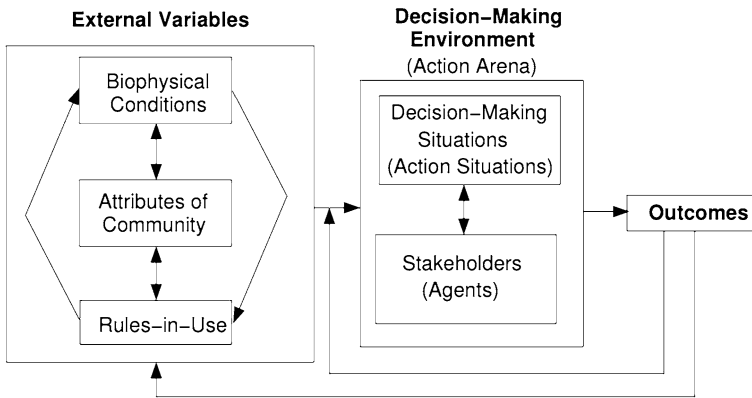 External Variables
Biophysical
Conditions
Attributes of
Community
Rules–in–Use
Decision–Making
Environment
(Action Arena)
Decision–Making
Situations
(Action Situations)
Stakeholders
(Agents)
Outcomes